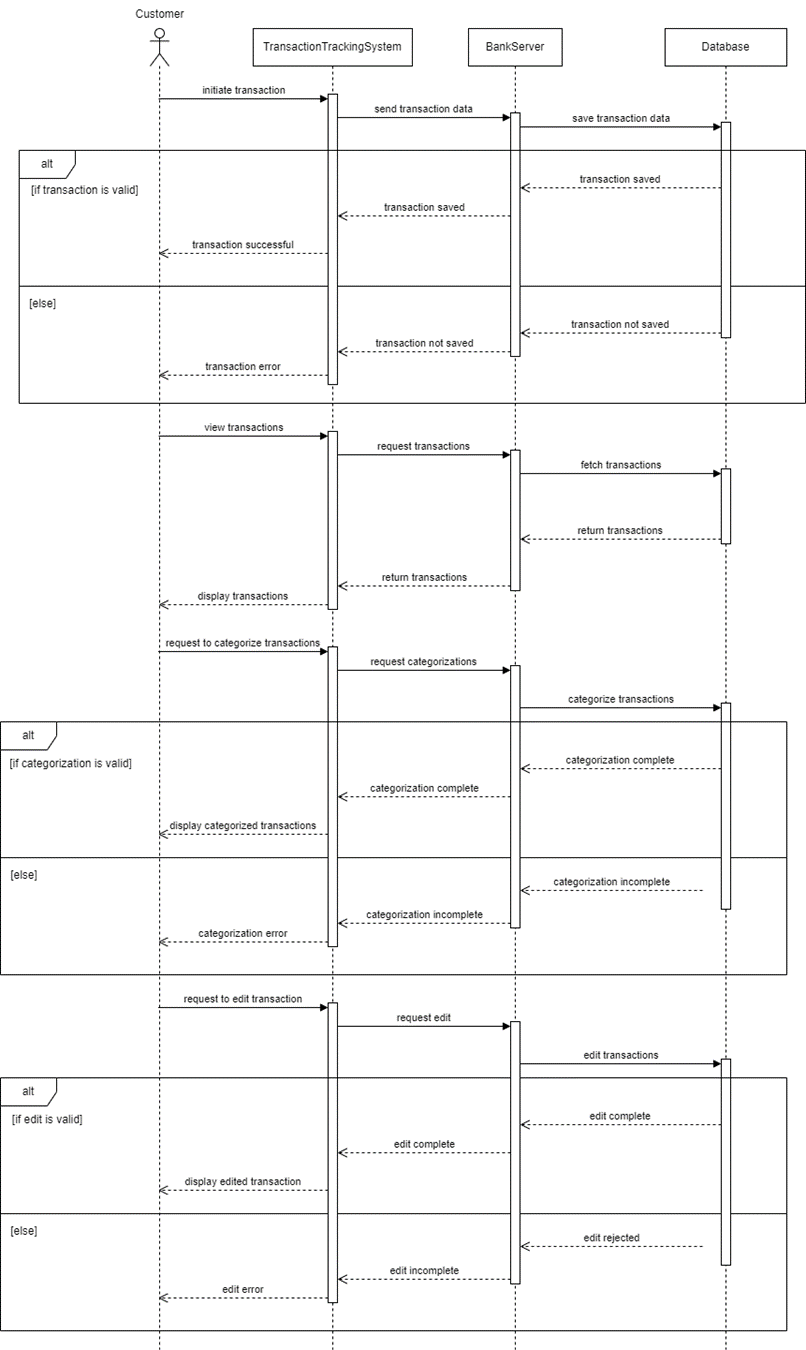 Customer
TransactionTrackingSystem
BankServer
Database
initiate transaction
send transaction data
save transaction data
alt
[if transaction is valid]
transaction saved
transaction saved
transaction successful
[else]
transaction not saved
transaction not saved
transaction error
view transactions
request transactions
fetch transactions
return transactions
return transactions
display transactions
request to categorize transactions
request categorizations
categorize transactions
alt
[if categorization is valid]
categorization complete
categorization complete
display categorized transactions
[else]
categorization incomplete
categorization incomplete
categorization error
request to edit transaction
request edit
edit transactions
alt
[if edit is valid]
edit complete
edit complete
display edited transaction
[else]
edit rejected
edit incomplete
edit error